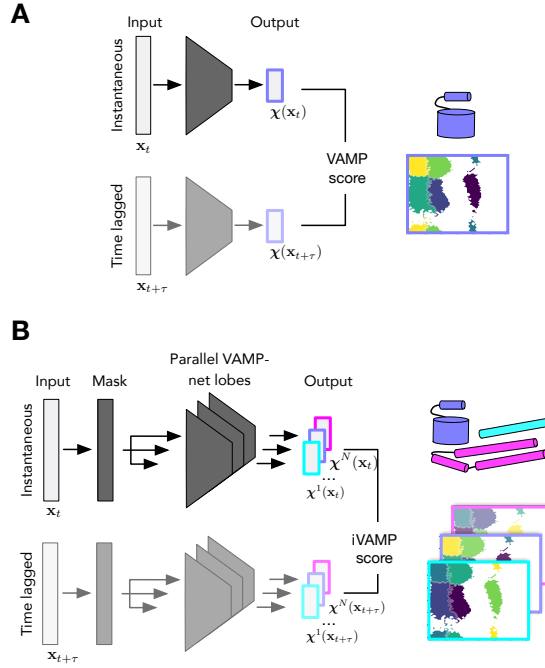 A
Input
Output
Instantaneous
𝐱ₜ
𝝌(𝐱ₜ)
VAMP
score
Time lagged
𝐱ₜ₊τ
𝝌(𝐱ₜ₊τ)
B
Input
Mask
Parallel VAMP-
net lobes
Output
Instantaneous
𝐱ₜ
𝝌ᴺ(𝐱ₜ)
...
𝝌¹(𝐱ₜ)
iVAMP
score
Time lagged
𝐱ₜ₊τ
𝝌ᴺ(𝐱ₜ₊τ)
...
𝝌¹(𝐱ₜ₊τ)